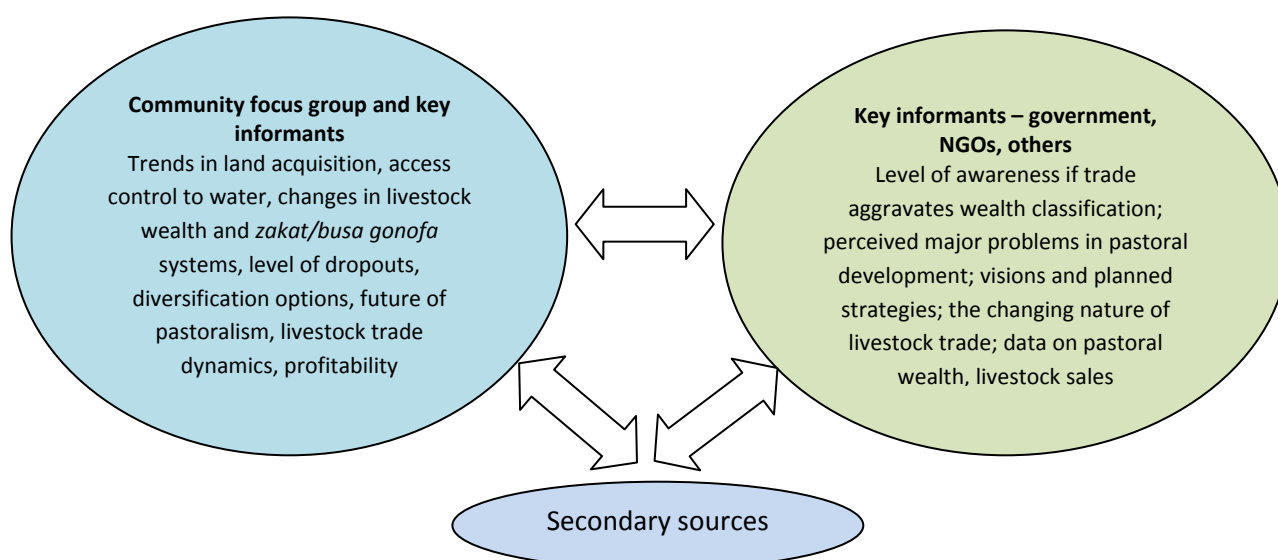 Community focus group and key
informants
Trends in land acquisition, access
control to water, changes in livestock
wealth and zakat/busa gonofa
systems, level of dropouts,
diversification options, future of
pastoralism, livestock trade
dynamics, profitability
Key informants – government,
NGOs, others
Level of awareness if trade
aggravates wealth classification;
perceived major problems in pastoral
development; visions and planned
strategies; the changing nature of
livestock trade; data on pastoral
wealth, livestock sales
Secondary sources